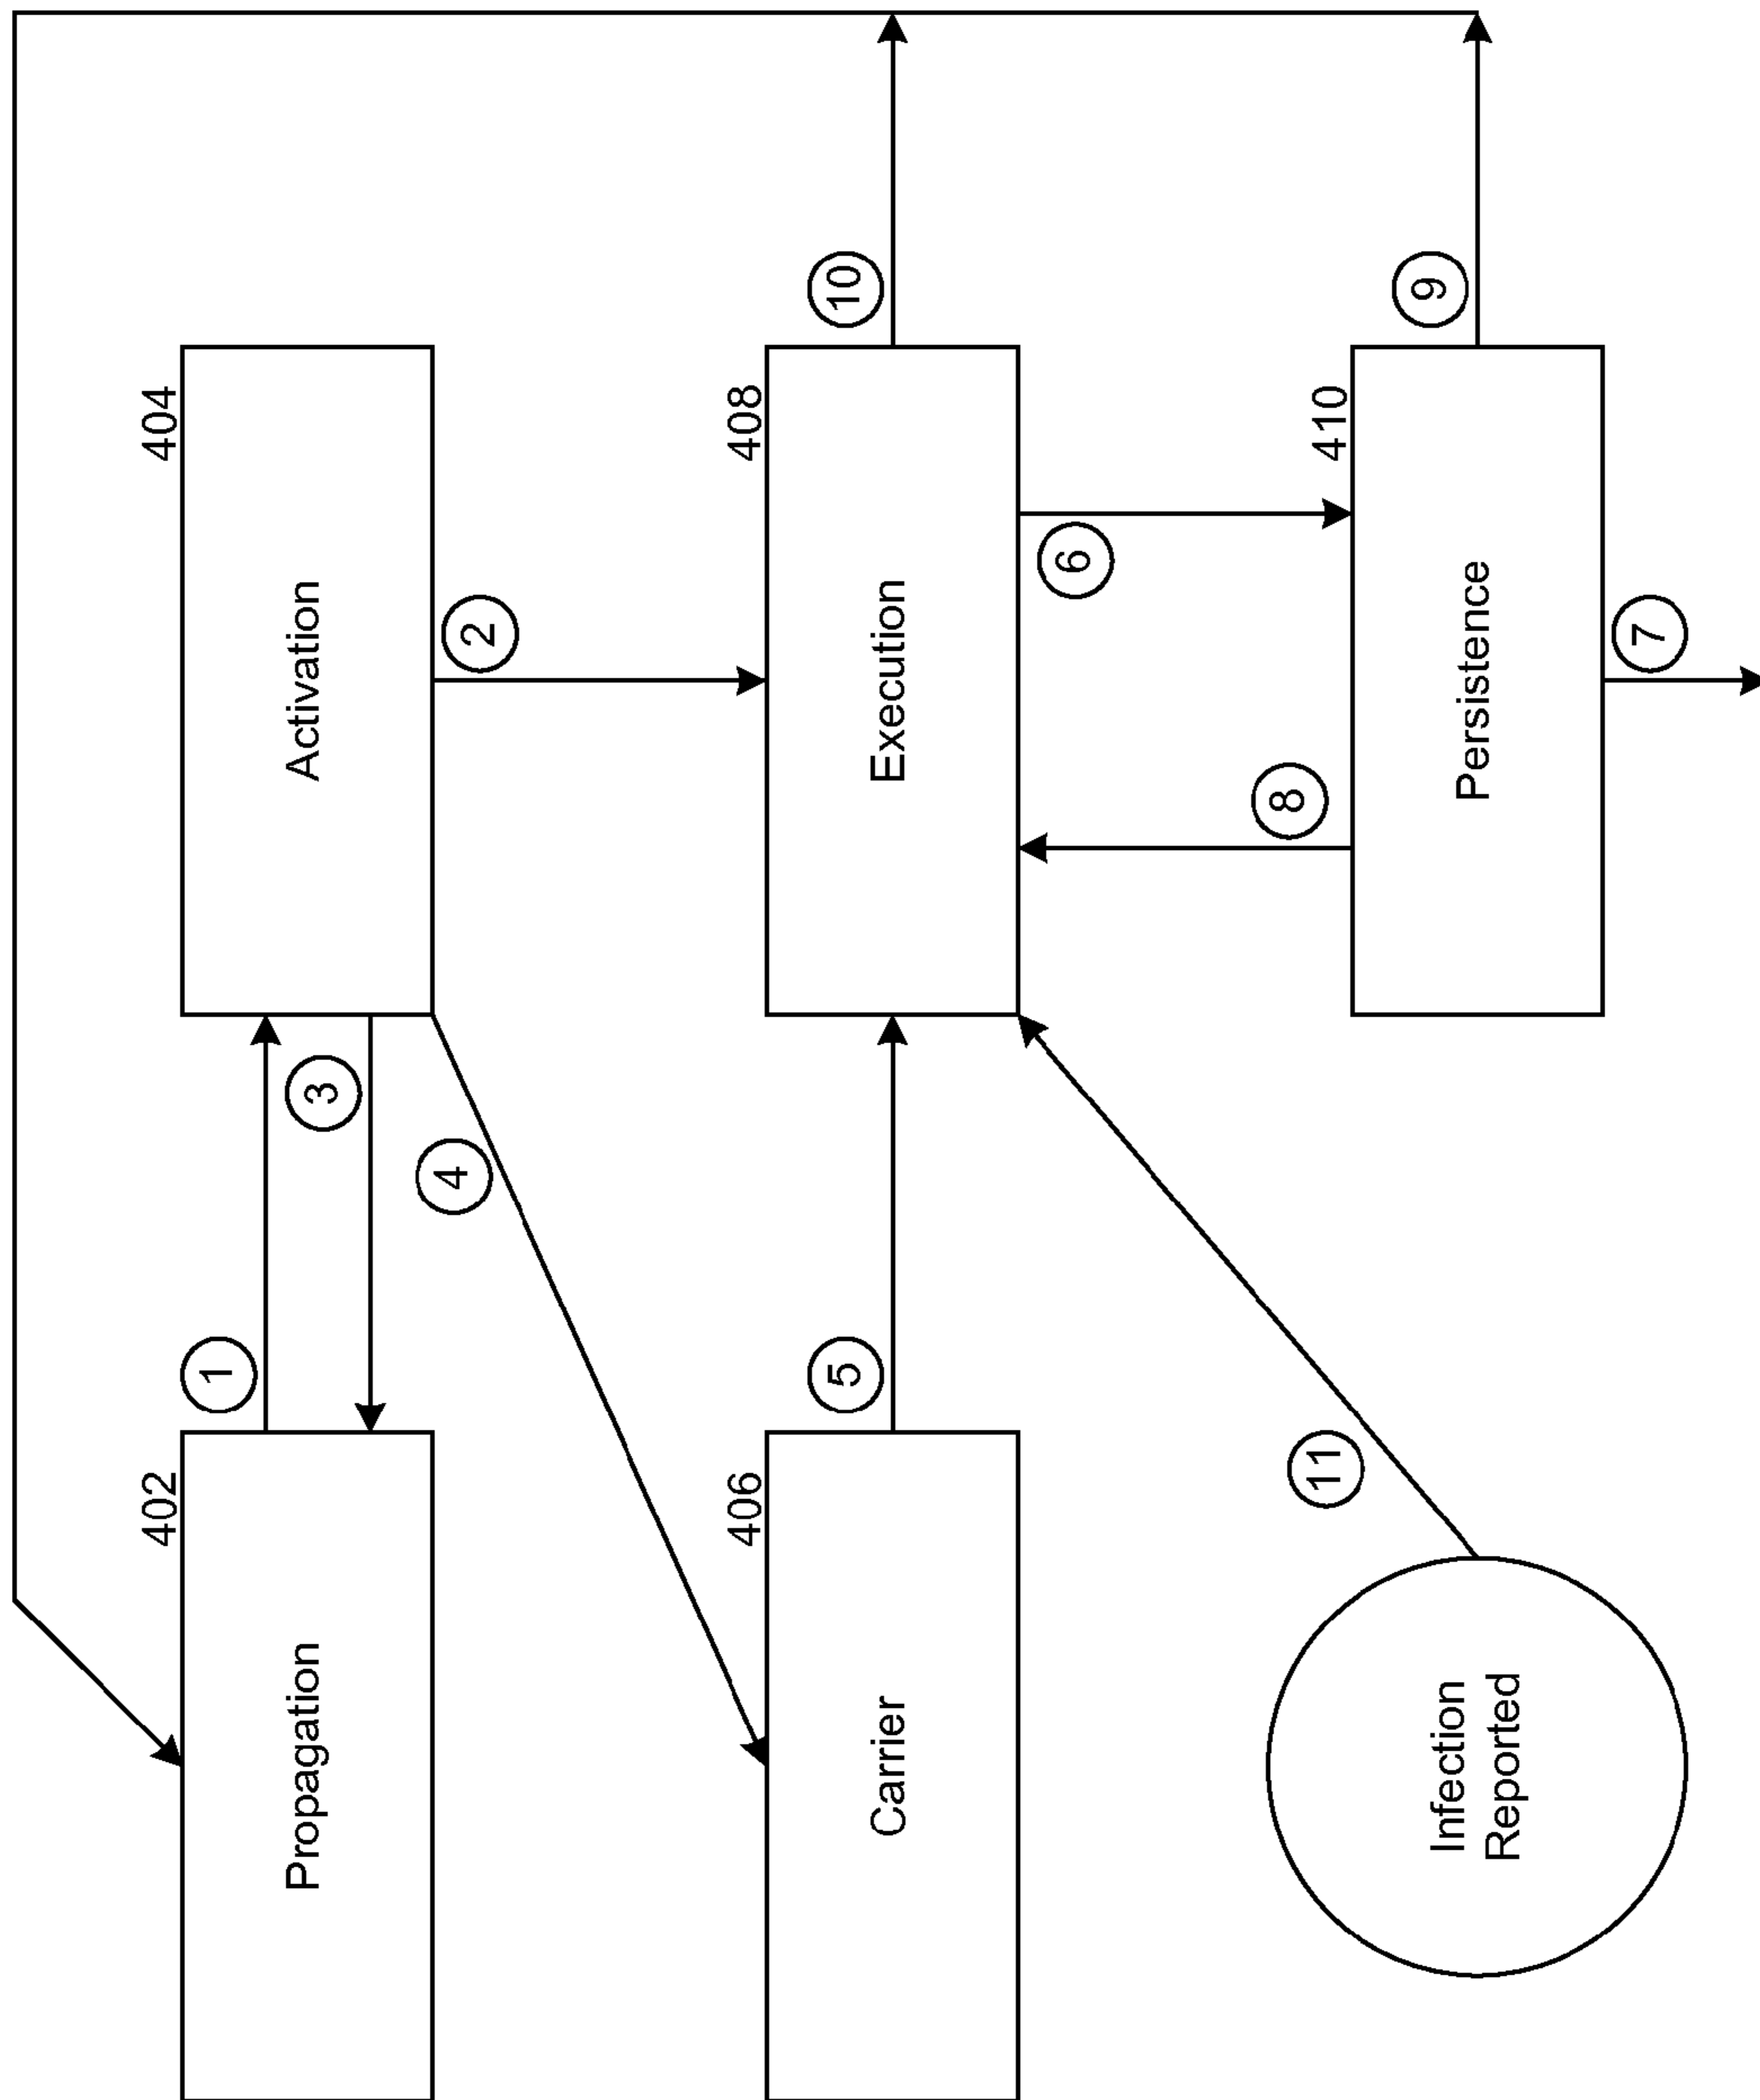 402
Propagation
1
3
404
Activation
4
2
406
Carrier
5
408
Execution
10
11
8
6
Infection
Reported
410
Persistence
9
7